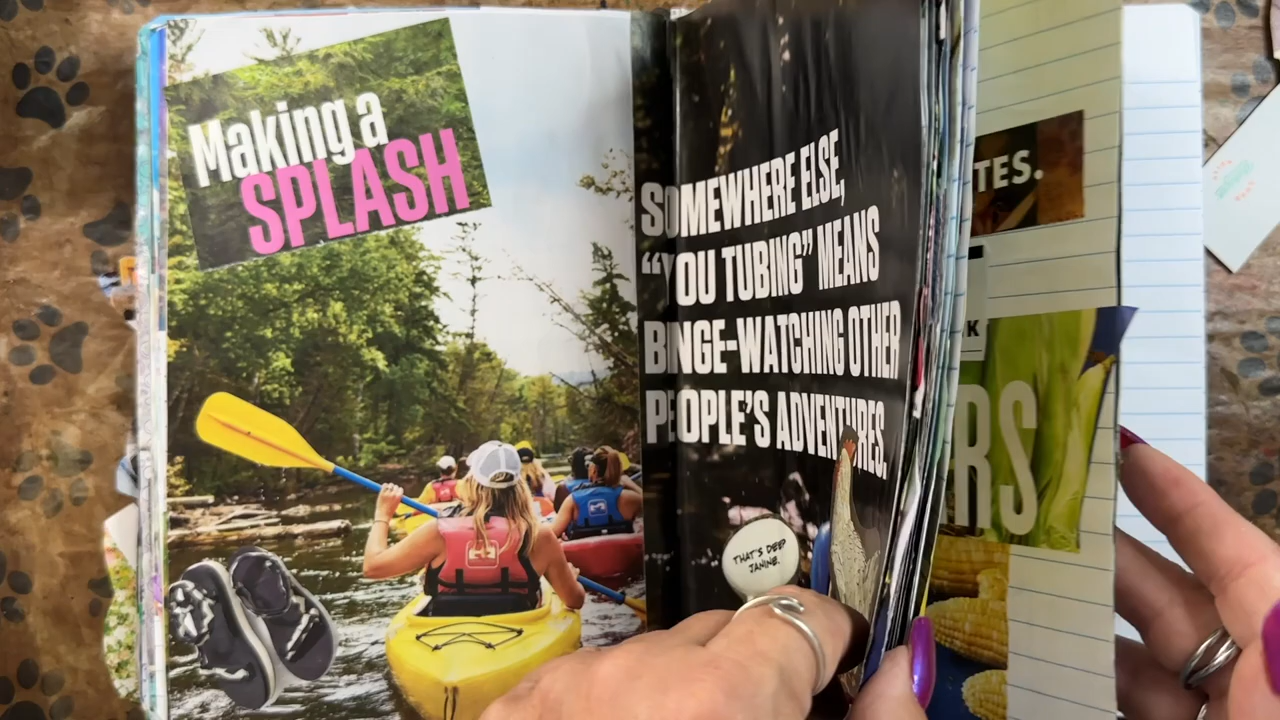 Making a
SPLASH
SOMEWHERE ELSE,
“YOU TUBING” MEANS
BINGE-WATCHING OTHER
PEOPLE’S ADVENTURES.
THAT'S DEEP
JANINE.
TES.
K
RS